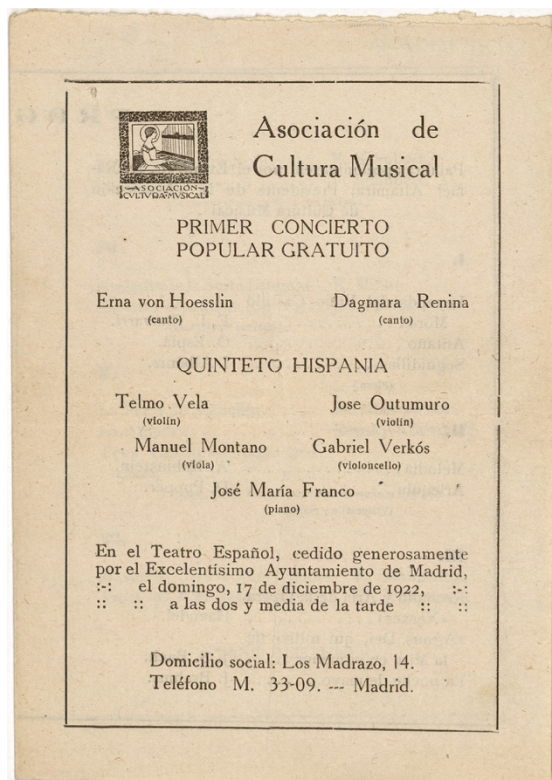 Asociación de
Cultura Musical
ASOCIACIÓN
CVLTVRA·MVSICAL
PRIMER CONCIERTO
POPULAR GRATUITO
Erna von Hoesslin Dagmara Renina
(canto) (canto)
QUINTETO HISPANIA
Telmo Vela Jose Outumuro
(violín) (violín)
Manuel Montano Gabriel Verkós
(viola) (violoncello)
José María Franco
(piano)
En el Teatro Español, cedido generosamente
por el Excelentísimo Ayuntamiento de Madrid,
:-: el domingo, 17 de diciembre de 1922, :-:
:: :: a las dos y media de la tarde :: ::
Domicilio social: Los Madrazo, 14.
Teléfono M. 33-09. --- Madrid.